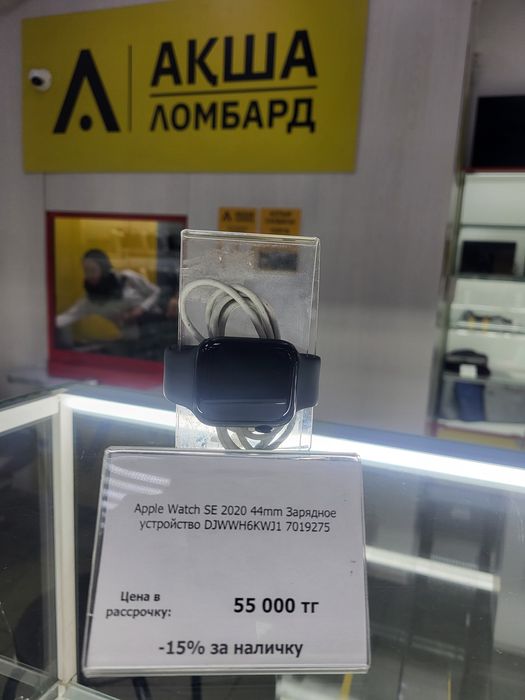 АҚША
ЛОМБАРД
Apple Watch SE 2020 44mm Зарядное
устройство DJWWH6KWJ1 7019275
Цена в
рассрочку:
55 000 тг
-15% за наличку